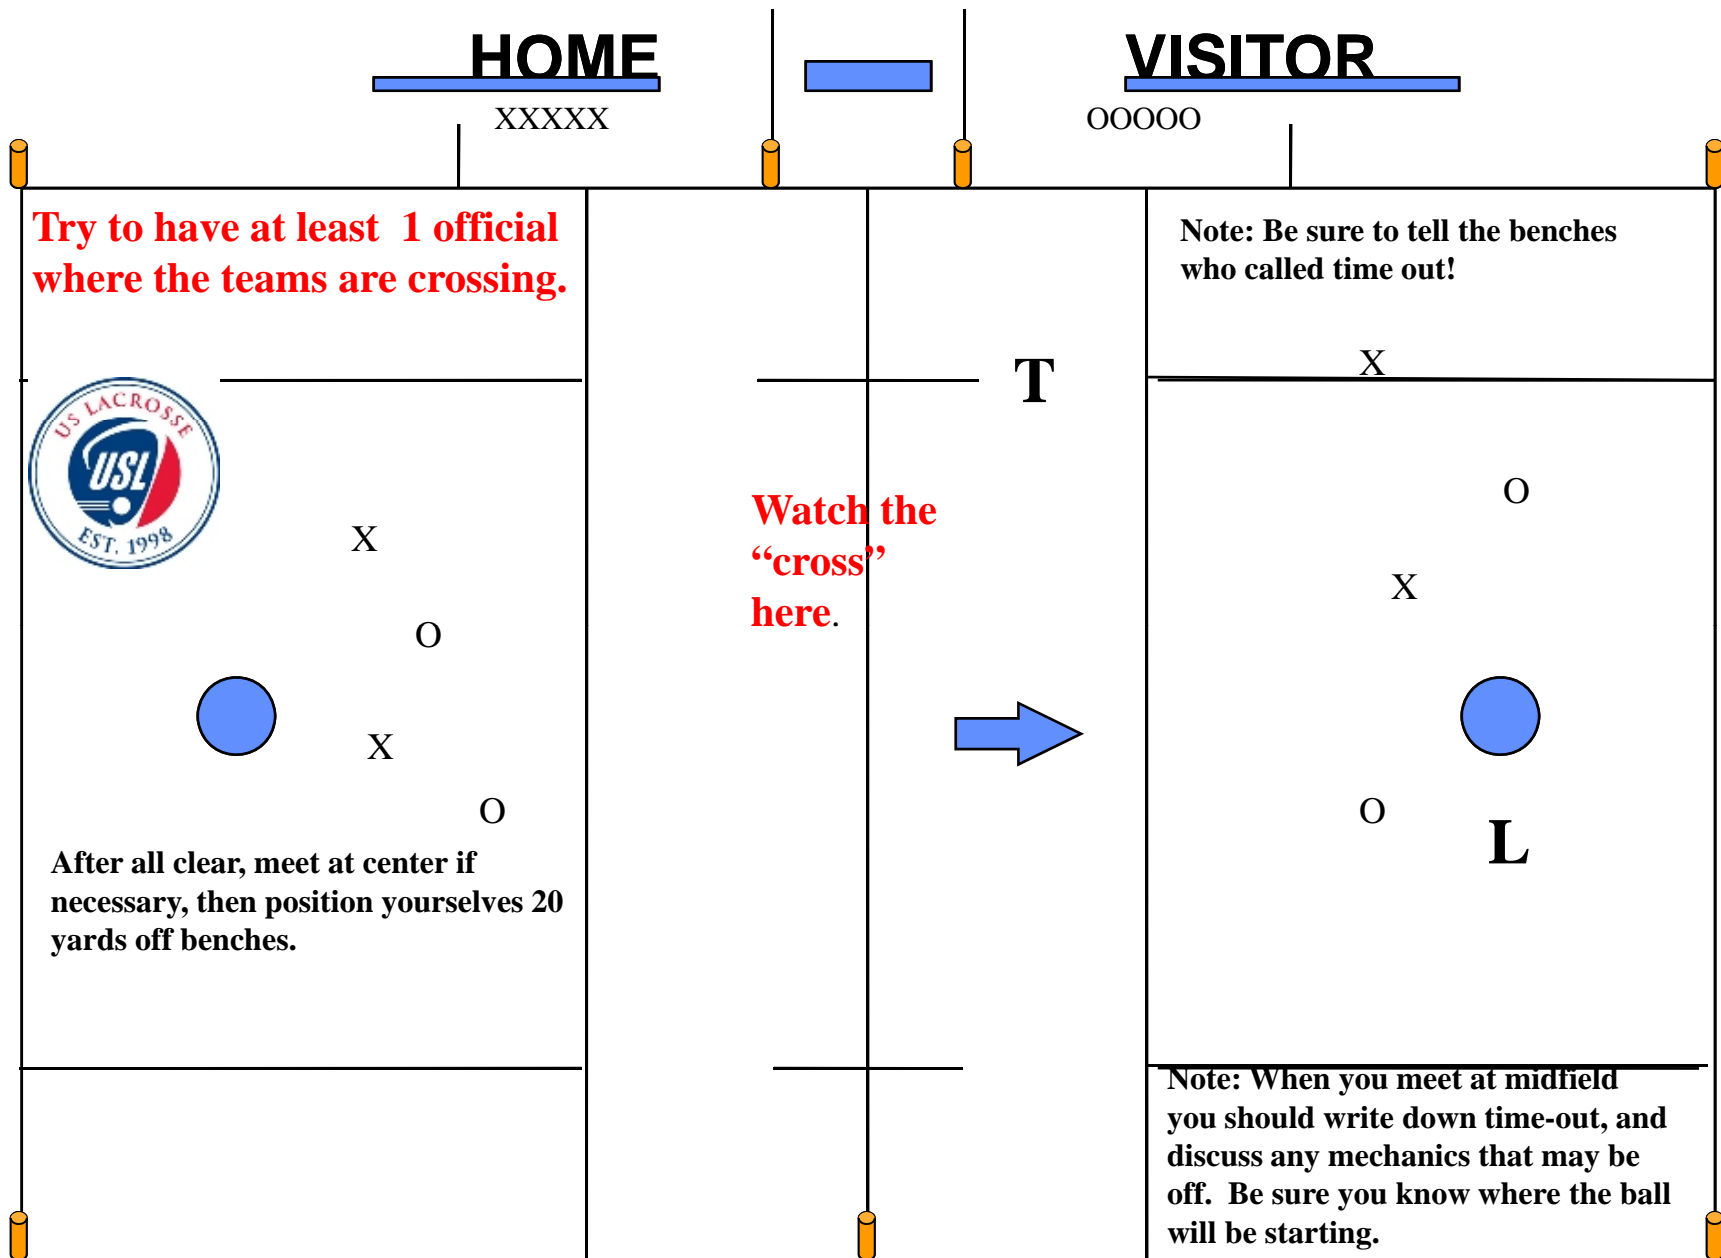 HOME
VISITOR
XXXXX
OOOOO
Try to have at least  1 official
where the teams are crossing.
Note: Be sure to tell the benches
who called time out!
X
T
US LACROSSE
USL
EST. 1998
O
X
Watch the
“cross”
here.
X
O
X
O
O
L
After all clear, meet at center if
necessary, then position yourselves 20
yards off benches.
Note: When you meet at midfield
you should write down time-out, and
discuss any mechanics that may be
off.  Be sure you know where the ball
will be starting.